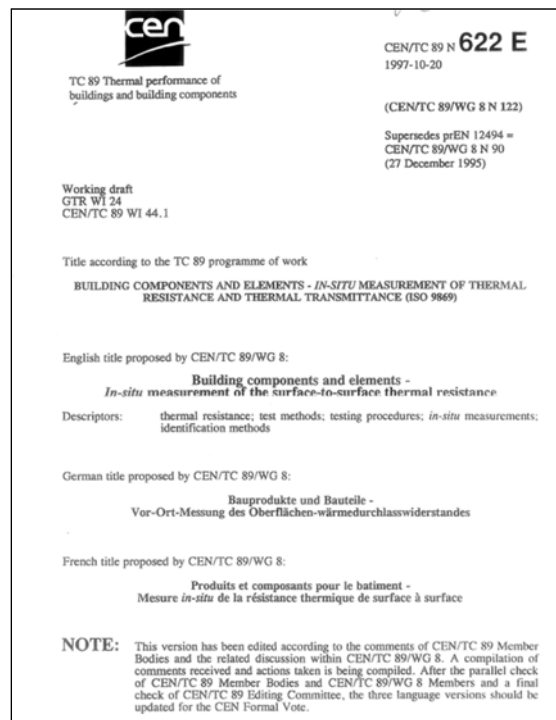 cen
CEN/TC 89 N 622 E
1997-10-20
TC 89 Thermal performance of
buildings and building components
(CEN/TC 89/WG 8 N 122)
Supersedes prEN 12494 =
CEN/TC 89/WG 8 N 90
(27 December 1995)
Working draft
GTR WI 24
CEN/TC 89 WI 44.1
Title according to the TC 89 programme of work
BUILDING COMPONENTS AND ELEMENTS - IN-SITU MEASUREMENT OF THERMAL
RESISTANCE AND THERMAL TRANSMITTANCE (ISO 9869)
English title proposed by CEN/TC 89/WG 8:
Building components and elements -
In-situ measurement of the surface-to-surface thermal resistance
Descriptors: thermal resistance; test methods; testing procedures; in-situ measurements;
identification methods
German title proposed by CEN/TC 89/WG 8:
Bauprodukte und Bauteile -
Vor-Ort-Messung des Oberflächen-wärmedurchlasswiderstandes
French title proposed by CEN/TC 89/WG 8:
Produits et composants pour le batiment -
Mesure in-situ de la résistance thermique de surface à surface
NOTE: This version has been edited according to the comments of CEN/TC 89 Member
Bodies and the related discussion within CEN/TC 89/WG 8. A compilation of
comments received and actions taken is being compiled. After the parallel check
of CEN/TC 89 Member Bodies and CEN/TC 89/WG 8 Members and a final
check of CEN/TC 89 Editing Committee, the three language versions should be
updated for the CEN Formal Vote.